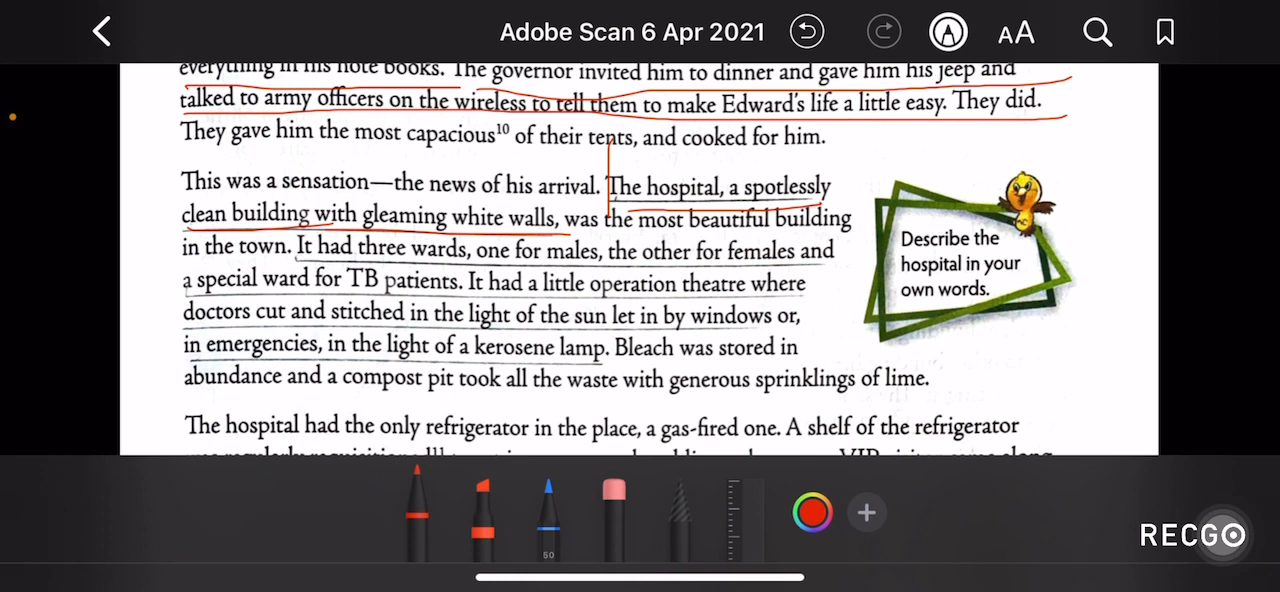 Adobe Scan 6 Apr 2021
AA
everything in his note books. The governor invited him to dinner and gave him his jeep and
talked to army officers on the wireless to tell them to make Edward's life a little easy. They did.
They gave him the most capacious10 of their tents, and cooked for him.
This was a sensation—the news of his arrival. The hospital, a spotlessly
clean building with gleaming white walls, was the most beautiful building
in the town. It had three wards, one for males, the other for females and
a special ward for TB patients. It had a little operation theatre where
doctors cut and stitched in the light of the sun let in by windows or,
in emergencies, in the light of a kerosene lamp. Bleach was stored in
abundance and a compost pit took all the waste with generous sprinklings of lime.
Describe the
hospital in your
own words.
The hospital had the only refrigerator in the place, a gas-fired one. A shelf of the refrigerator
50
RECGO